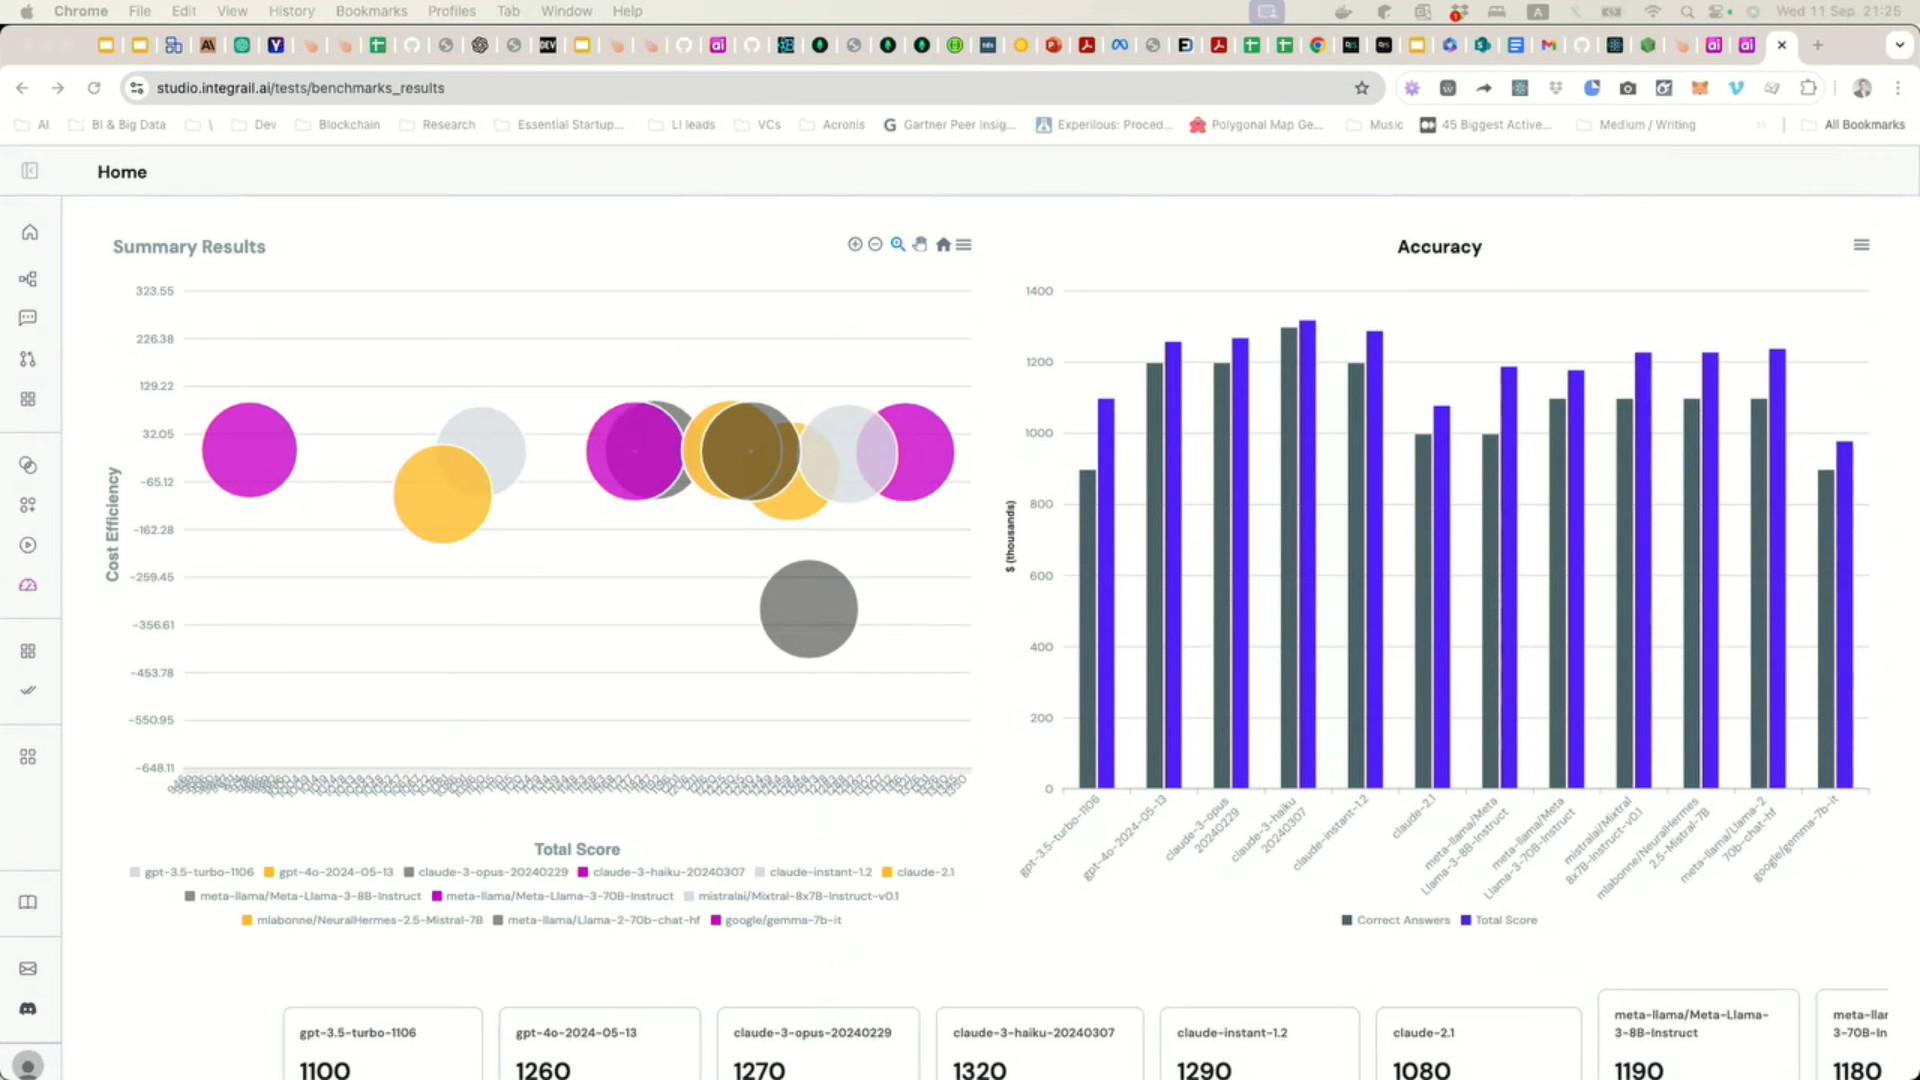 Chrome File Edit View History Bookmarks Profiles Tab Window Help Wed 11 Sep 21:25
studio.integrail.ai/tests/benchmarks_results
AI BI & Big Data \ Dev Blockchain Research Essential Startup... LI leads VCs Acronis Gartner Peer Insig... Experilous: Proced... Polygonal Map Ge... Music 45 Biggest Active... Medium / Writing All Bookmarks
Home
Summary Results
323.55
226.38
129.22
32.05
-65.12
-162.28
-259.45
-356.61
-453.78
-550.95
-648.11
Cost Efficiency
Total Score
gpt-3.5-turbo-1106 gpt-4o-2024-05-13 claude-3-opus-20240229 claude-3-haiku-20240307 claude-instant-1.2 claude-2.1
meta-llama/Meta-Llama-3-8B-Instruct meta-llama/Meta-Llama-3-70B-Instruct mistralai/Mixtral-8x7B-Instruct-v0.1
mlabonne/NeuralHermes-2.5-Mistral-7B meta-llama/Llama-2-70b-chat-hf google/gemma-7b-it
Accuracy
1400
1200
1000
800
600
400
200
0
$ (thousands)
gpt-3.5-turbo-1106
gpt-4o-2024-05-13
claude-3-opus
20240229
claude-3-haiku
20240307
claude-instant-1.2
claude-2.1
meta-llama/Meta
Llama-3-8B-Instruct
meta-llama/Meta
Llama-3-70B-Instruct
mistralai/Mixtral
8x7B-Instruct-v0.1
mlabonne/NeuralHermes
2.5-Mistral-7B
meta-llama/Llama-2
70b-chat-hf
google/gemma-7b-it
Correct Answers Total Score
gpt-3.5-turbo-1106
1100
gpt-4o-2024-05-13
1260
claude-3-opus-20240229
1270
claude-3-haiku-20240307
1320
claude-instant-1.2
1290
claude-2.1
1080
meta-llama/Meta-Llama-
3-8B-Instruct
1190
meta-llar
3-70B-In
1180